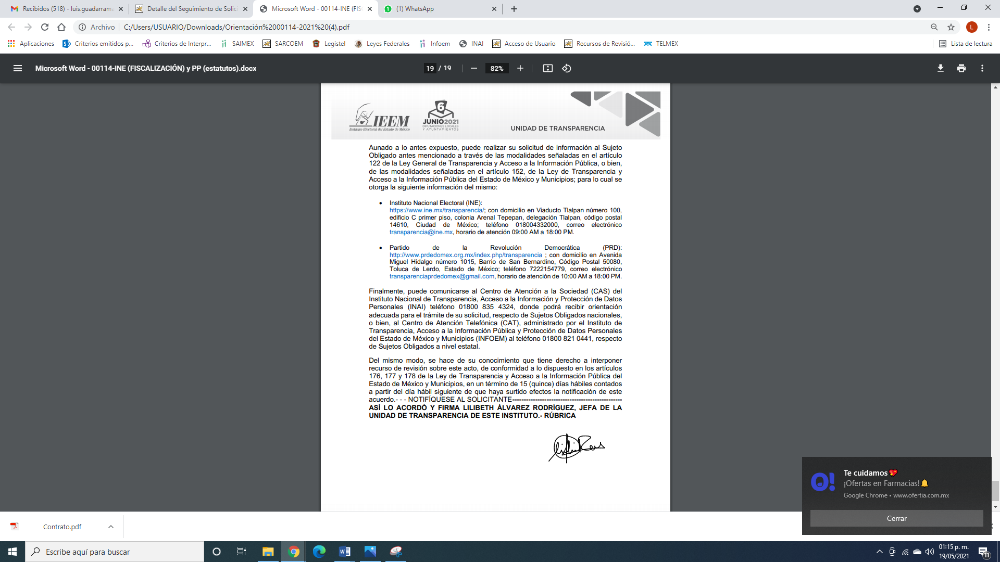 Recibidos (518) - luis.guadarrama
Detalle del Seguimiento de Solici
Microsoft Word - 00114-INE (FIS
(1) WhatsApp
Archivo
C:/Users/USUARIO/Downloads/Orientación%2000114-2021%20(4).pdf
L
Aplicaciones
Criterios emitidos p...
Criterios de Interpr...
SAIMEX
SARCOEM
Legistel
Leyes Federales
Infoem
INAI
Acceso de Usuario
Recursos de Revisió...
TELMEX
Lista de lectura
Microsoft Word - 00114-INE (FISCALIZACIÓN) y PP (estatutos).docx
19 / 19
82%
IEEM
Instituto Electoral del Estado de México
6
JUNIO2021
DIPUTACIONES LOCALES
Y AYUNTAMIENTOS
UNIDAD DE TRANSPARENCIA
Aunado a lo antes expuesto, puede realizar su solicitud de información al Sujeto
Obligado antes mencionado a través de las modalidades señaladas en el artículo
122 de la Ley General de Transparencia y Acceso a la Información Pública, o bien,
de las modalidades señaladas en el artículo 152, de la Ley de Transparencia y
Acceso a la Información Pública del Estado de México y Municipios; para lo cual se
otorga la siguiente información del mismo:
• Instituto Nacional Electoral (INE):
https://www.ine.mx/transparencia/; con domicilio en Viaducto Tlalpan número 100,
edificio C primer piso, colonia Arenal Tepepan, delegación Tlalpan, código postal
14610, Ciudad de México; teléfono 018004332000, correo electrónico
transparencia@ine.mx, horario de atención 09:00 AM a 18:00 PM.
• Partido de la Revolución Democrática (PRD):
http://www.prdedomex.org.mx/index.php/transparencia ; con domicilio en Avenida
Miguel Hidalgo número 1015, Barrio de San Bernardino, Código Postal 50080,
Toluca de Lerdo, Estado de México; teléfono 7222154779, correo electrónico
transparenciaprdedomex@gmail.com, horario de atención de 10:00 AM a 18:00 PM.
Finalmente, puede comunicarse al Centro de Atención a la Sociedad (CAS) del
Instituto Nacional de Transparencia, Acceso a la Información y Protección de Datos
Personales (INAI) teléfono 01800 835 4324, donde podrá recibir orientación
adecuada para el trámite de su solicitud, respecto de Sujetos Obligados nacionales,
o bien, al Centro de Atención Telefónica (CAT), administrado por el Instituto de
Transparencia, Acceso a la Información Pública y Protección de Datos Personales
del Estado de México y Municipios (INFOEM) al teléfono 01800 821 0441, respecto
de Sujetos Obligados a nivel estatal.
Del mismo modo, se hace de su conocimiento que tiene derecho a interponer
recurso de revisión sobre este acto, de conformidad a lo dispuesto en los artículos
176, 177 y 178 de la Ley de Transparencia y Acceso a la Información Pública del
Estado de México y Municipios, en un término de 15 (quince) días hábiles contados
a partir del día hábil siguiente de que haya surtido efectos la notificación de este
acuerdo.- - - NOTIFÍQUESE AL SOLICITANTE------------------------------------------------
ASÍ LO ACORDÓ Y FIRMA LILIBETH ÁLVAREZ RODRÍGUEZ, JEFA DE LA
UNIDAD DE TRANSPARENCIA DE ESTE INSTITUTO.- RÚBRICA
O!
Te cuidamos💖
¡Ofertas en Farmacias!🔔
Google Chrome • www.ofertia.com.mx
Cerrar
Contrato.pdf
Escribe aquí para buscar
01:15 p. m.
19/05/2021
11